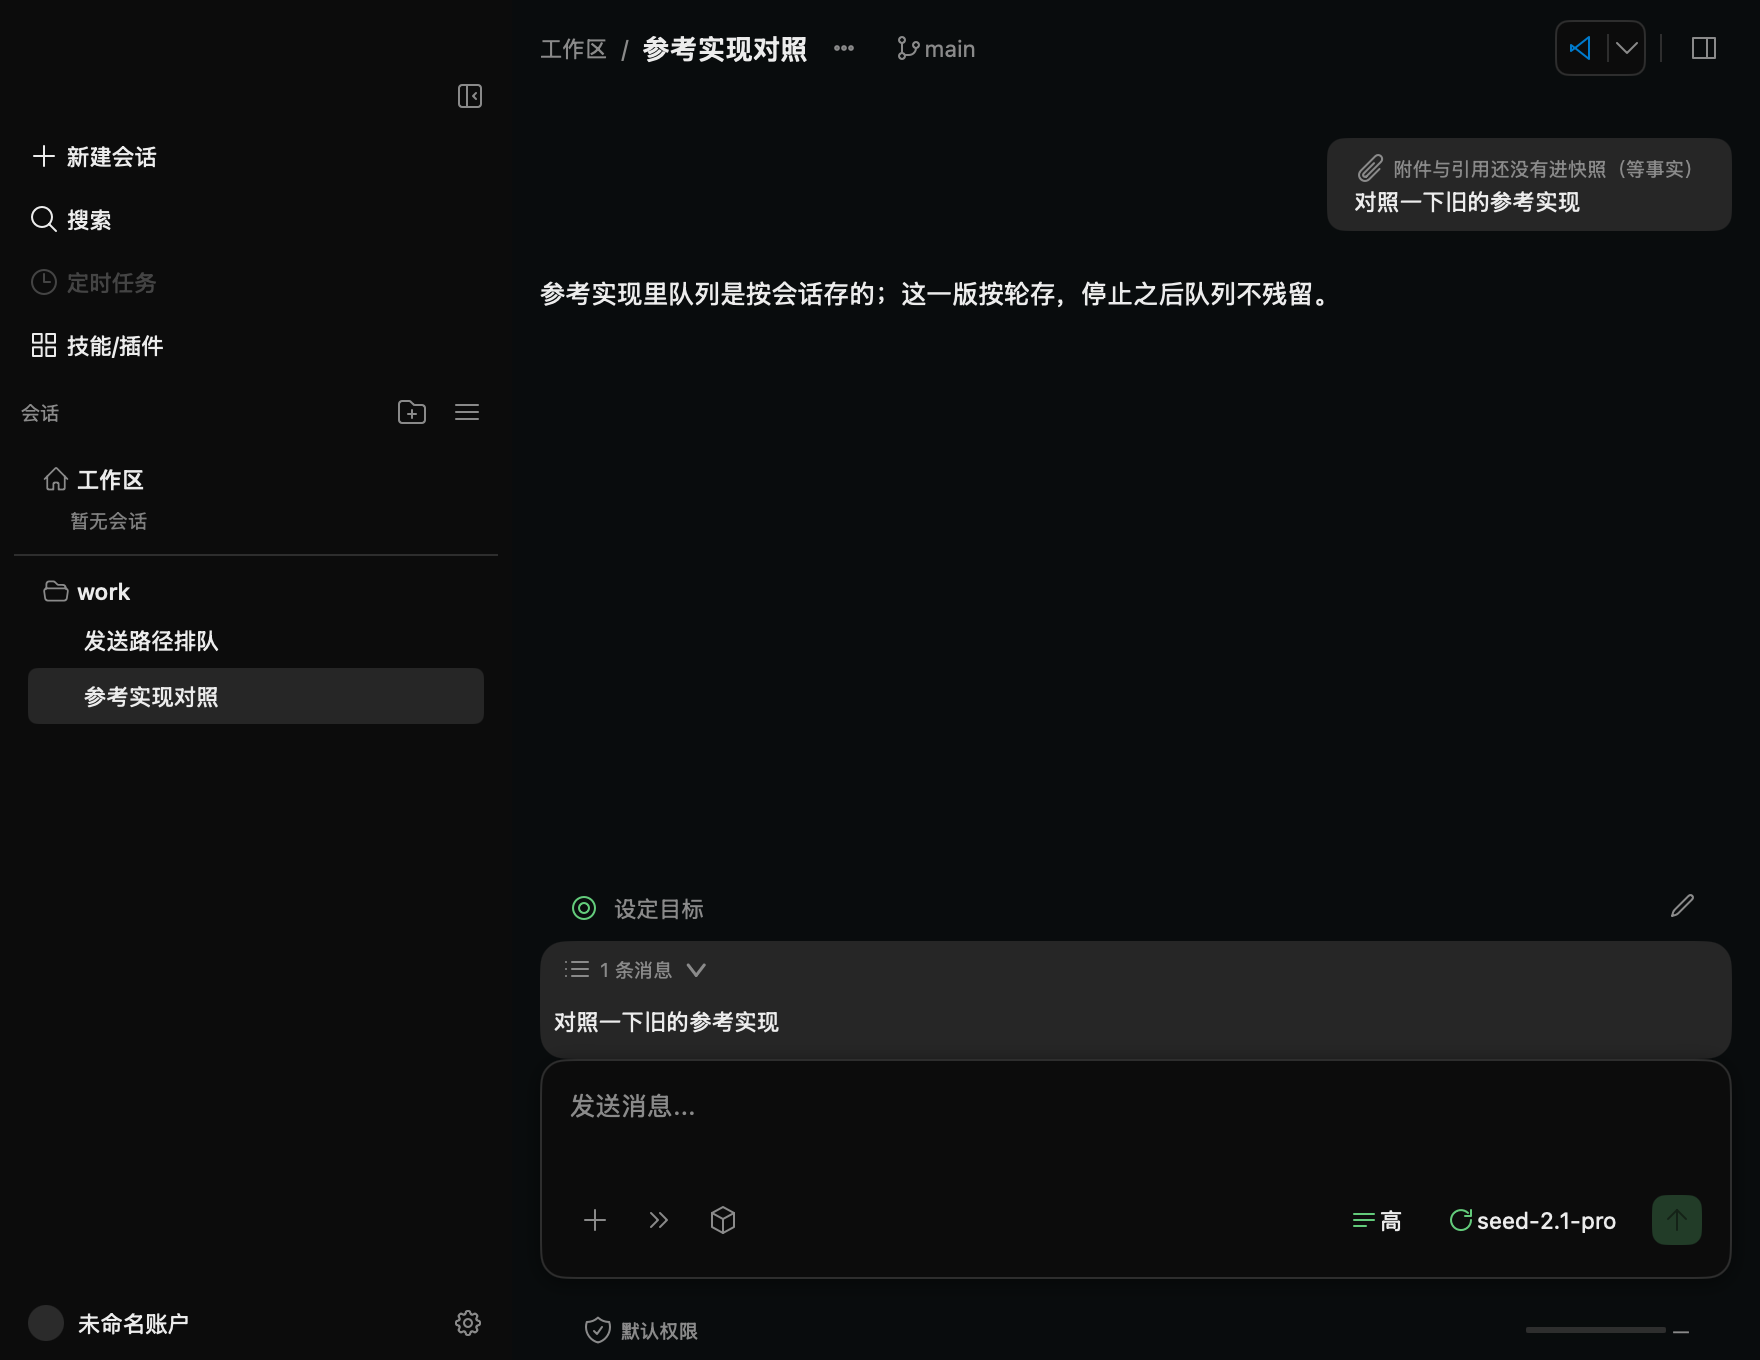 工作区 / 参考实现对照 ••• main
新建会话
搜索
定时任务
技能/插件
会话
工作区
暂无会话
work
发送路径排队
参考实现对照
未命名账户
附件与引用还没有进快照（等事实）
对照一下旧的参考实现
参考实现里队列是按会话存的；这一版按轮存，停止之后队列不残留。
设定目标
1 条消息
对照一下旧的参考实现
发送消息...
高 seed-2.1-pro
默认权限